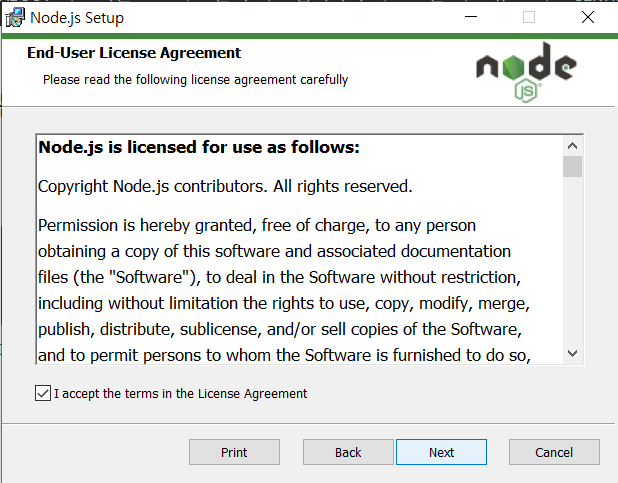 Node.js Setup
End-User License Agreement
Please read the following license agreement carefully
node
JS
Node.js is licensed for use as follows:
Copyright Node.js contributors. All rights reserved.
Permission is hereby granted, free of charge, to any person
obtaining a copy of this software and associated documentation
files (the "Software"), to deal in the Software without restriction,
including without limitation the rights to use, copy, modify, merge,
publish, distribute, sublicense, and/or sell copies of the Software,
and to permit persons to whom the Software is furnished to do so,
I accept the terms in the License Agreement
Print Back Next Cancel